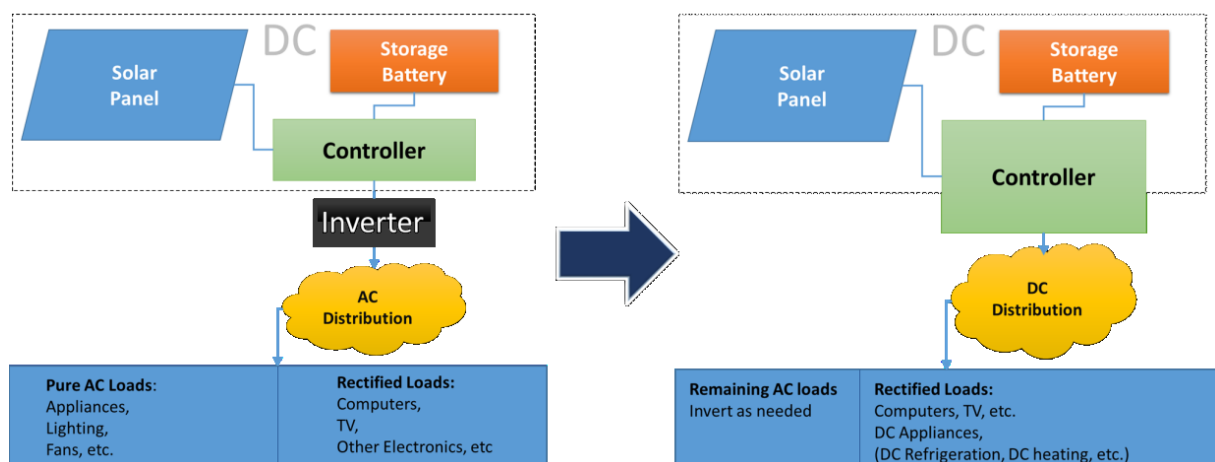 DC
Solar
Panel
Storage
Battery
Controller
Inverter
AC
Distribution
Pure AC Loads:
Appliances,
Lighting,
Fans, etc.
Rectified Loads:
Computers,
TV,
Other Electronics, etc
DC
Solar
Panel
Storage
Battery
Controller
DC
Distribution
Remaining AC loads
Invert as needed
Rectified Loads:
Computers, TV, etc.
DC Appliances,
(DC Refrigeration, DC heating, etc.)